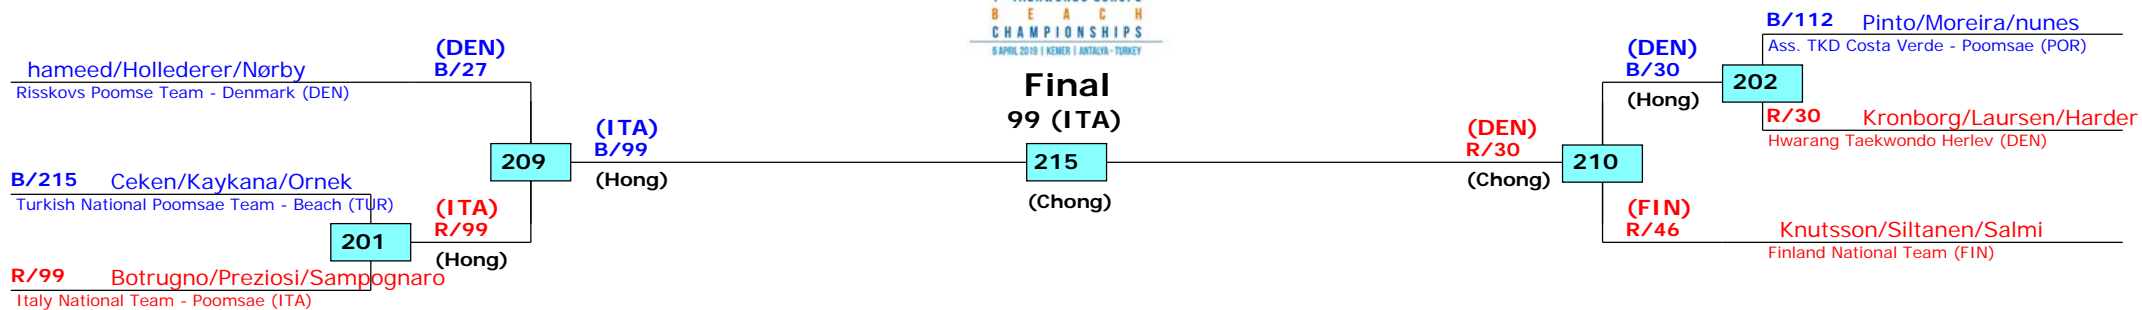 B E A C H
CHAMPIONSHIPS
6 APRIL 2019 | KEMER | ANTALYA - TURKEY
Final
99 (ITA)
hameed/Hollederer/Nørby
Risskovs Poomse Team - Denmark (DEN)
(DEN)
B/27
B/215 Ceken/Kaykana/Ornek
Turkish National Poomsae Team - Beach (TUR)
201
R/99 Botrugno/Preziosi/Sampognaro
Italy National Team - Poomsae (ITA)
(ITA)
R/99
(Hong)
209
(ITA)
B/99
(Hong)
215
(Chong)
(DEN)
R/30
(Chong)
210
(DEN)
B/30
(Hong)
202
B/112 Pinto/Moreira/nunes
Ass. TKD Costa Verde - Poomsae (POR)
R/30 Kronborg/Laursen/Harder
Hwarang Taekwondo Herlev (DEN)
(FIN)
R/46
Knutsson/Siltanen/Salmi
Finland National Team (FIN)